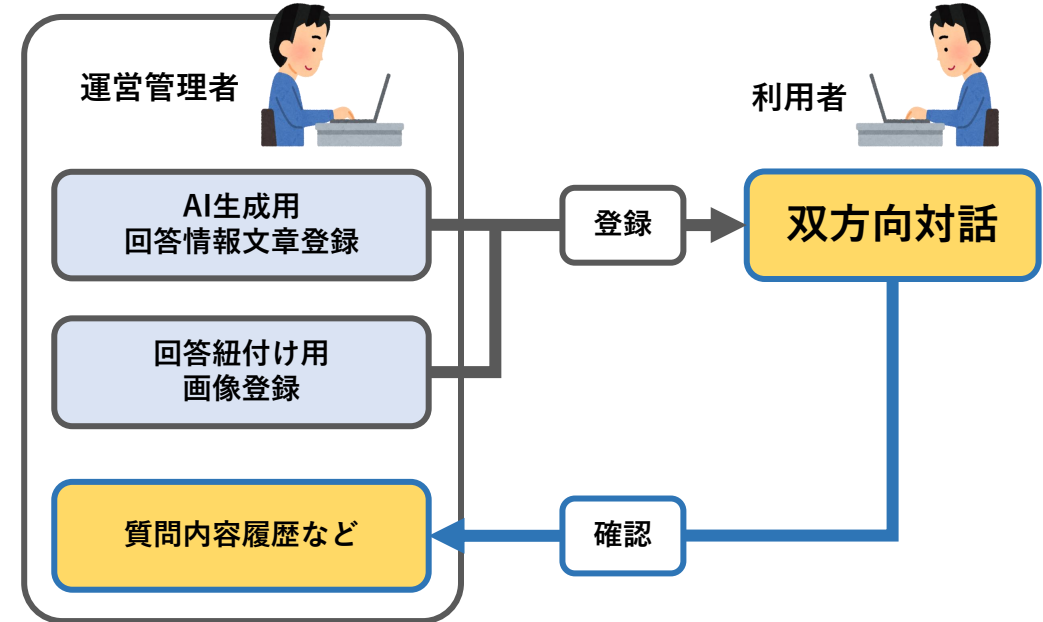 運営管理者
利用者
AI生成用
回答情報文章登録
登録
双方向対話
回答紐付け用
画像登録
質問内容履歴など
確認